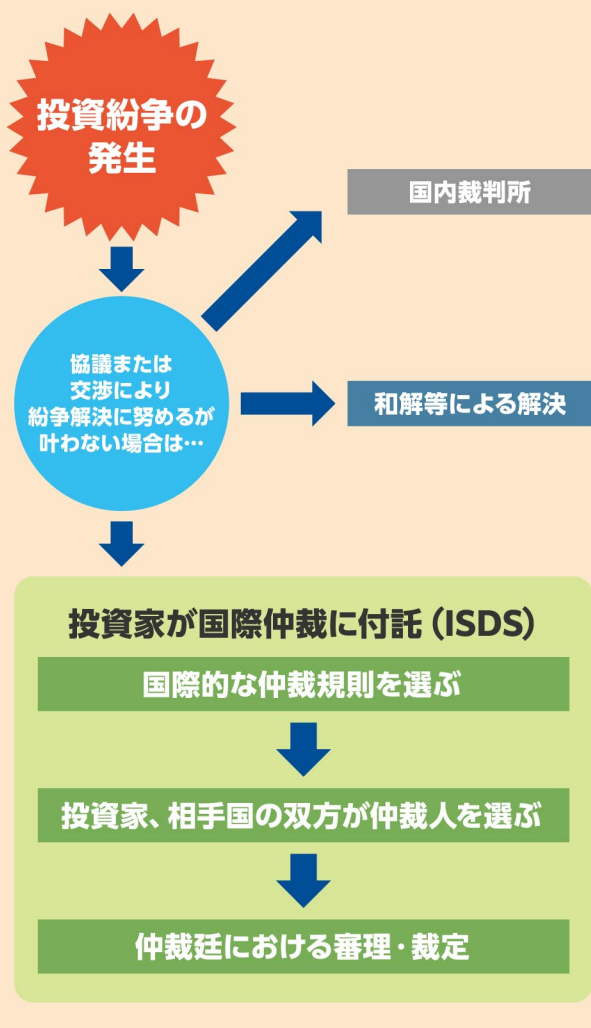 投資紛争の
発生
国内裁判所
協議または
交渉により
紛争解決に努めるが
叶わない場合は…
和解等による解決
投資家が国際仲裁に付託（ISDS）
国際的な仲裁規則を選ぶ
投資家、相手国の双方が仲裁人を選ぶ
仲裁廷における審理・裁定